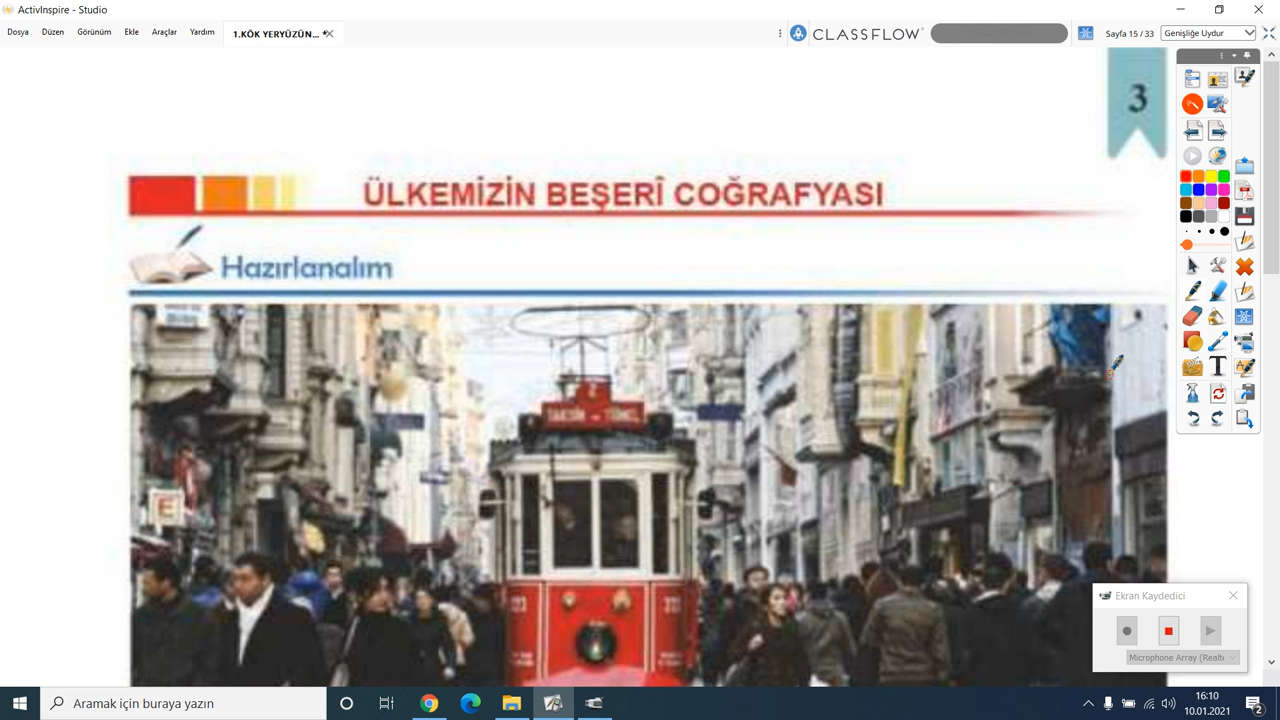 ActivInspire - Studio
Dosya Düzen Görünüm Ekle Araçlar Yardım 1.KÖK YERYÜZÜN... *
CLASSFLOW
Sayfa 15 / 33
Genişliğe Uydur
3
ÜLKEMİZİN BEŞERÎ COĞRAFYASI
Hazırlanalım
TAKSİM - TÜNEL
E
T
Ekran Kaydedici
Microphone Array (Realt
Aramak için buraya yazın
16:10
10.01.2021
2